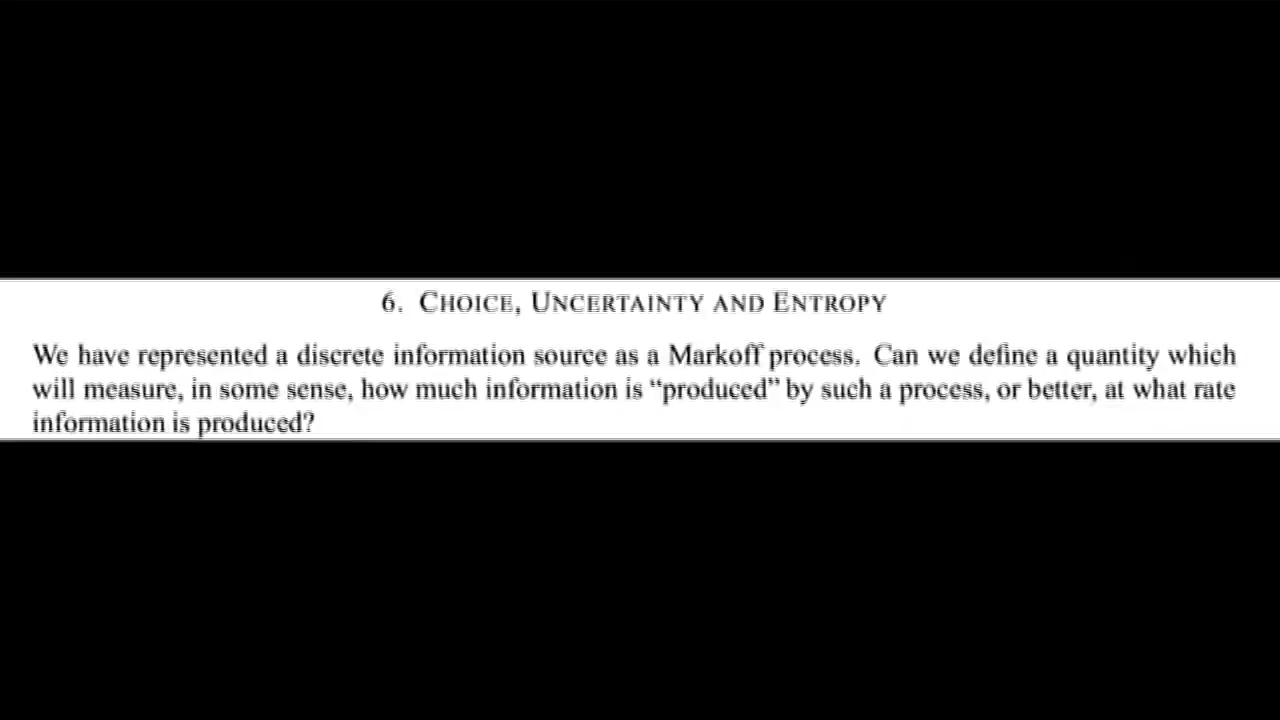 6. CHOICE, UNCERTAINTY AND ENTROPY
We have represented a discrete information source as a Markoff process. Can we define a quantity which
will measure, in some sense, how much information is “produced” by such a process, or better, at what rate
information is produced?